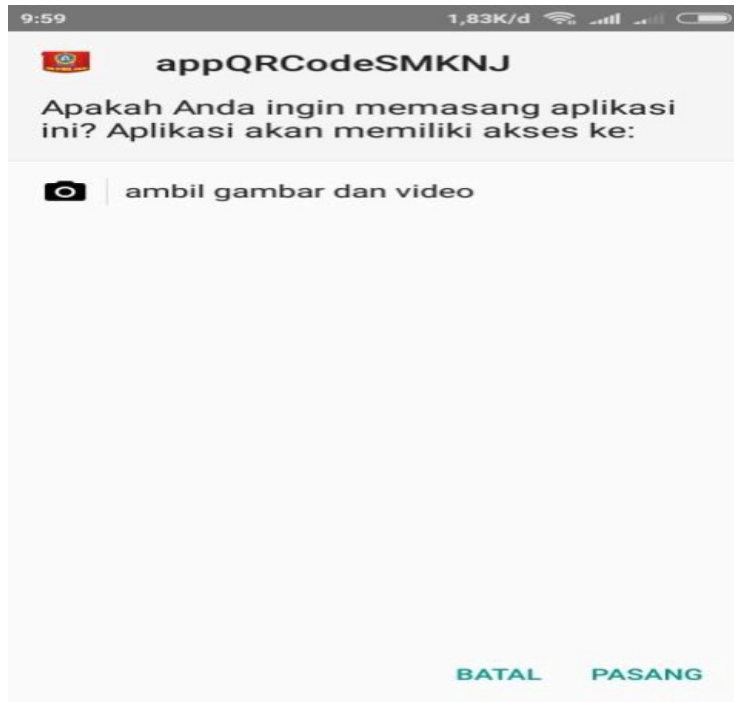 9:59 1,83K/d
appQRCodeSMKNJ
Apakah Anda ingin memasang aplikasi
ini? Aplikasi akan memiliki akses ke:
ambil gambar dan video
BATAL PASANG